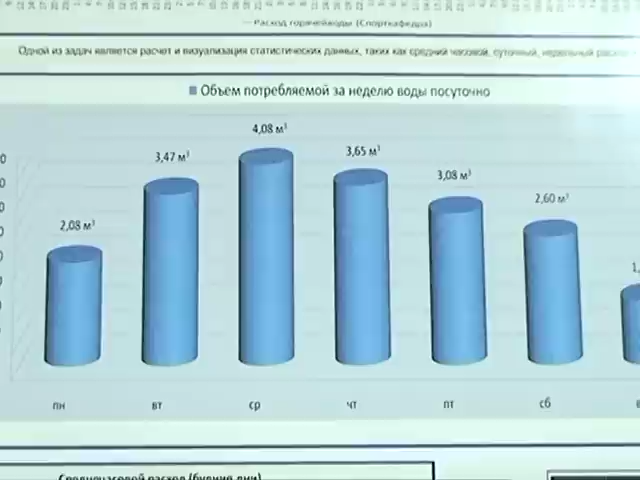 Расход горячей воды (Спорткафедра)
Одной из задач является расчет и визуализация статистических данных, таких как средний часовой, суточный, недельный
Объем потребляемой за неделю воды посуточно
4,08 м³
3,47 м³
3,65 м³
3,08 м³
2,60 м³
2,08 м³
пн вт ср чт пт сб
Среднечасовой расход (будние дни)